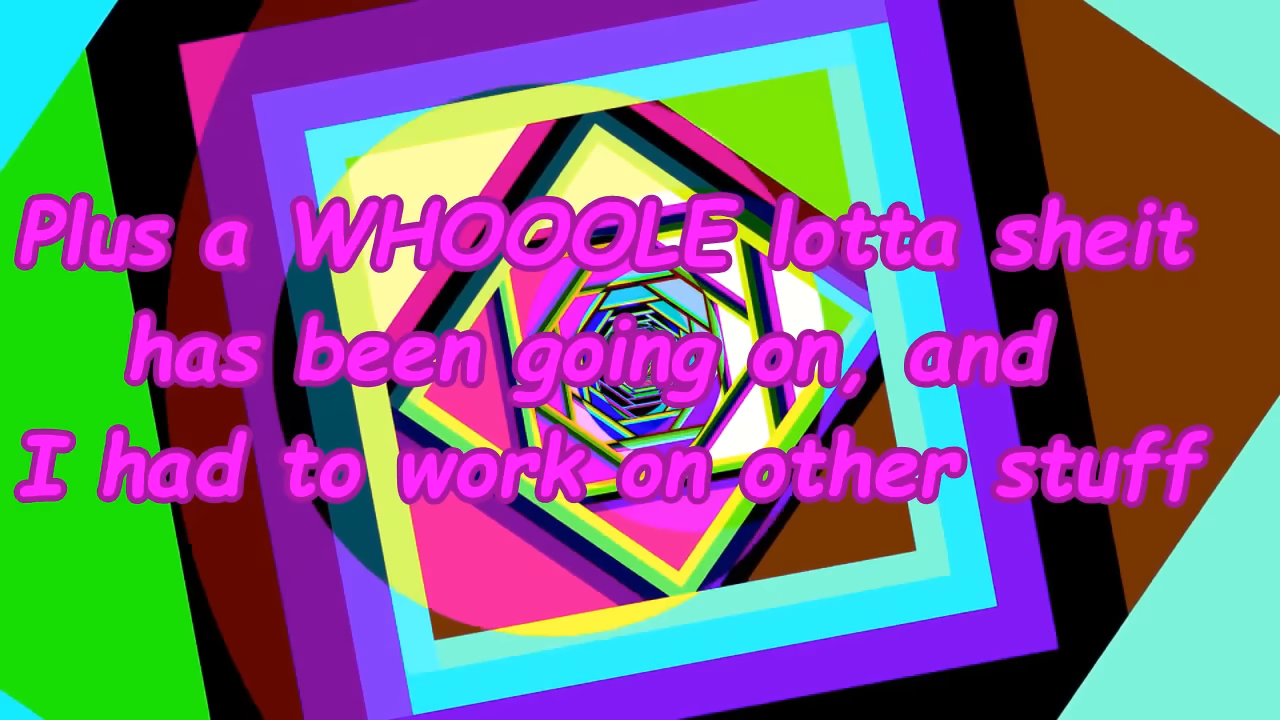 Plus a WHOOOLE lotta sheit
has been going on, and
I had to work on other stuff